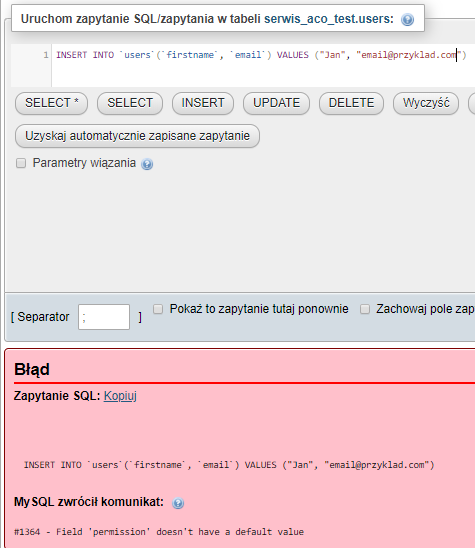 Uruchom zapytanie SQL/zapytania w tabeli serwis_aco_test.users:
1 INSERT INTO `users`(`firstname`, `email`) VALUES ("Jan", "email@przyklad.com")
SELECT * SELECT INSERT UPDATE DELETE Wyczyść
Uzyskaj automatycznie zapisane zapytanie
Parametry wiązania
[ Separator ; ] Pokaż to zapytanie tutaj ponownie Zachowaj pole zap
Błąd
Zapytanie SQL: Kopiuj
INSERT INTO `users`(`firstname`, `email`) VALUES ("Jan", "email@przyklad.com")
MySQL zwrócił komunikat:
#1364 - Field 'permission' doesn't have a default value